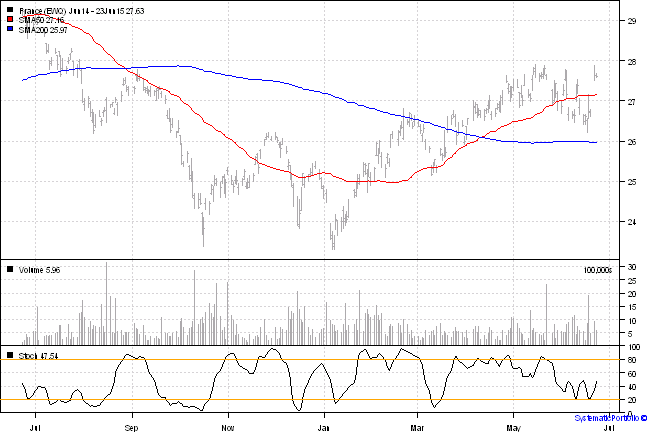 France (EWQ) Jun14 - 23Jun15 27.63
SMA50 27.16
SMA200 25.97
29
28
27
26
25
24
Volume 5.96
100,000s
30
25
20
15
10
5
Stoch 47.54
100
80
60
40
20
0
Jul Sep Nov Jan Mar May Jul
SystematicPortfolio ©